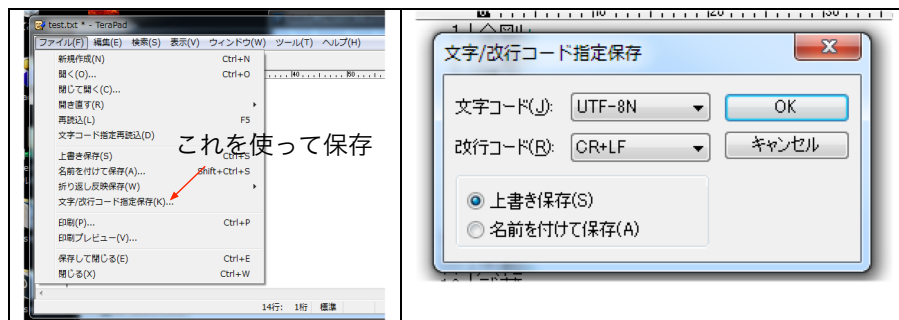 test.txt * - TeraPad
ファイル(F) 編集(E) 検索(S) 表示(V) ウィンドウ(W) ツール(T) ヘルプ(H)
新規作成(N) Ctrl+N
開く(O)... Ctrl+O
閉じて開く(C)...
開き直す(R)
再読込(L) F5
文字コード指定再読込(D)
これを使って保存
上書き保存(S) Ctrl+S
名前を付けて保存(A)... Shift+Ctrl+S
折り返し反映保存(W)
文字/改行コード指定保存(K)...
印刷(P)... Ctrl+P
印刷プレビュー(V)...
保存して閉じる(E) Ctrl+E
閉じる(X) Ctrl+W
14行: 1桁 標準
文字/改行コード指定保存
文字コード(J): UTF-8N OK
改行コード(R): CR+LF キャンセル
上書き保存(S)
名前を付けて保存(A)